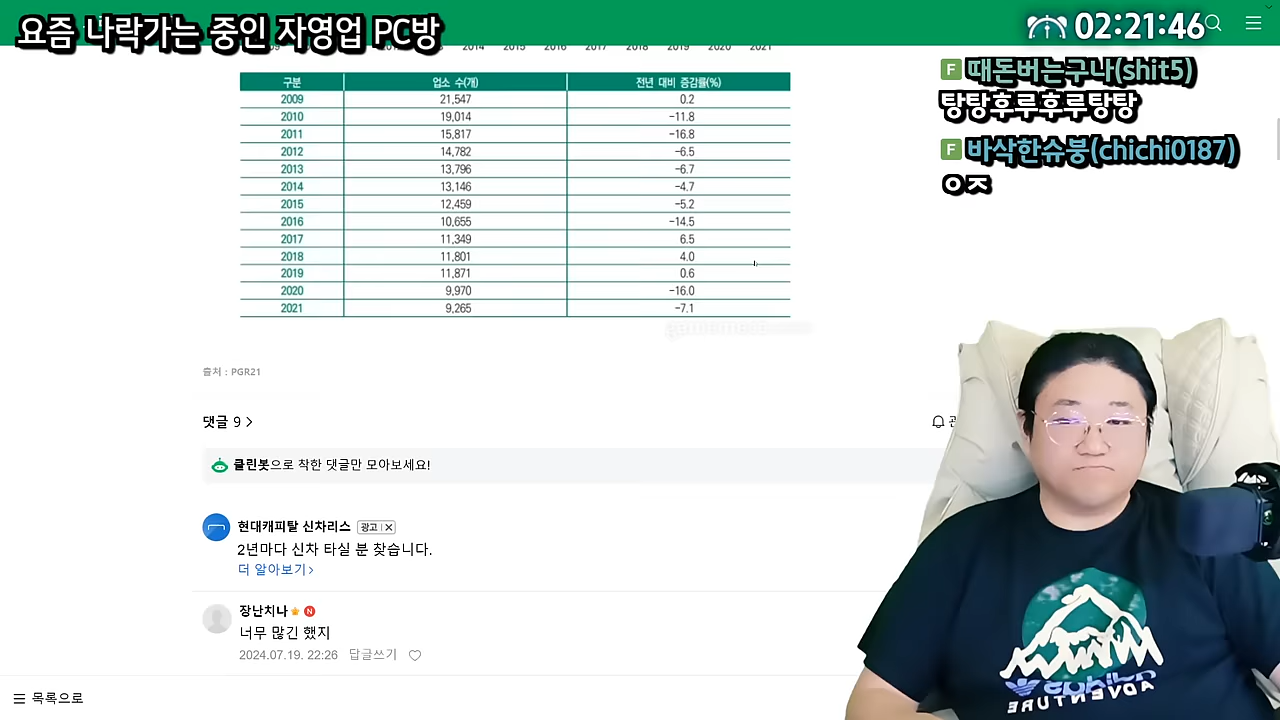 요즘 나락가는 중인 자영업 PC방
02:21:46
2014 2015 2016 2017 2018 2019 2020 2021
구분 업소 수(개) 전년 대비 증감률(%)
2009 21,547 0.2
2010 19,014 -11.8
2011 15,817 -16.8
2012 14,782 -6.5
2013 13,796 -6.7
2014 13,146 -4.7
2015 12,459 -5.2
2016 10,655 -14.5
2017 11,349 6.5
2018 11,801 4.0
2019 11,871 0.6
2020 9,970 -16.0
2021 9,265 -7.1
F 때돈버는구나(shit5)
탕탕후루후루탕탕
F 바삭한슈붕(chichi0187)
ㅇㅈ
출처 : PGR21
댓글 9 >
클린봇으로 착한 댓글만 모아보세요!
현대캐피탈 신차리스 광고 X
2년마다 신차 타실 분 찾습니다.
더 알아보기 >
장난치나 N
너무 많긴 했지
2024.07.19. 22:26 답글쓰기
목록으로
ADVENTURE